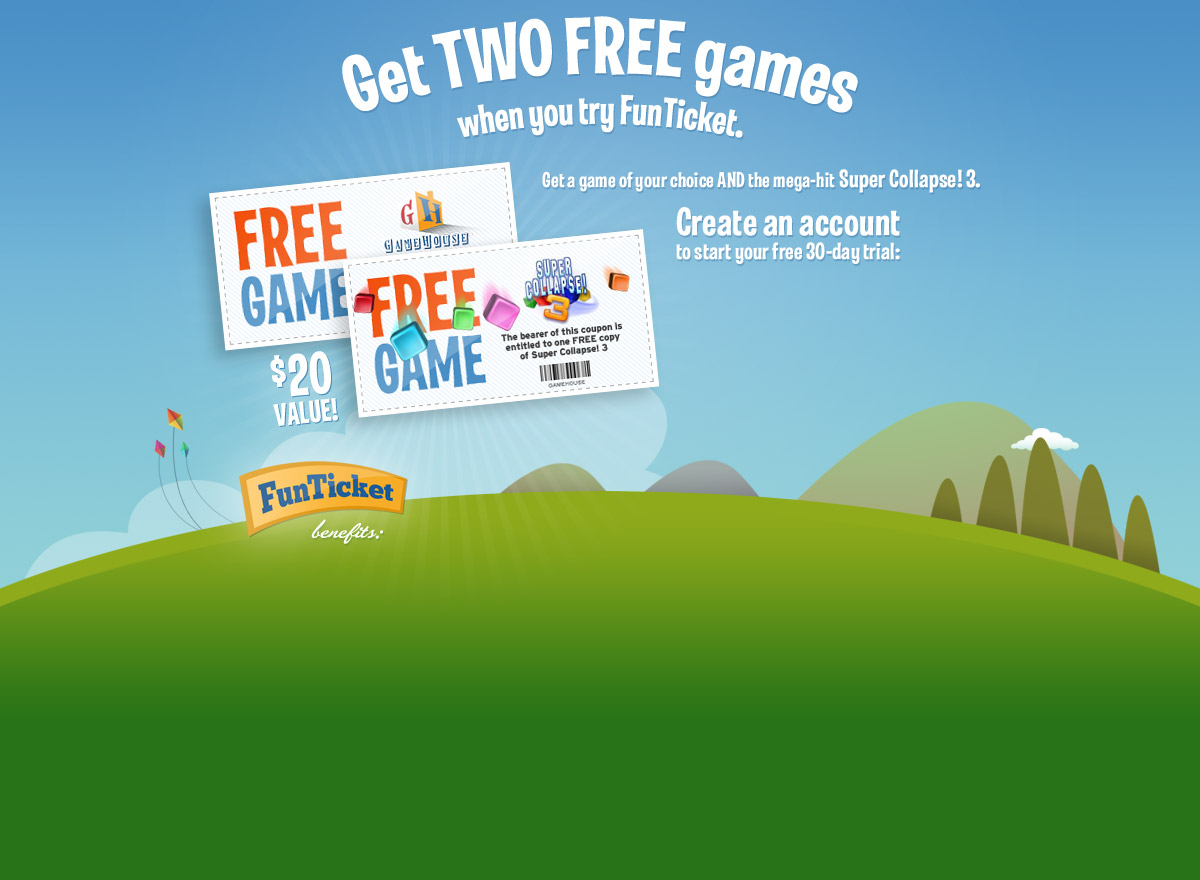 Get TWO FREE games
when you try FunTicket.
Get a game of your choice AND the mega-hit Super Collapse! 3.
Create an account
to start your free 30-day trial:
FREE
GAME
GH
GAMEHOUSE
FREE
GAME
SUPER
COLLAPSE!
3
The bearer of this coupon is
entitled to one FREE copy
of Super Collapse! 3
GAMEHOUSE
$20
VALUE!
FunTicket
benefits: